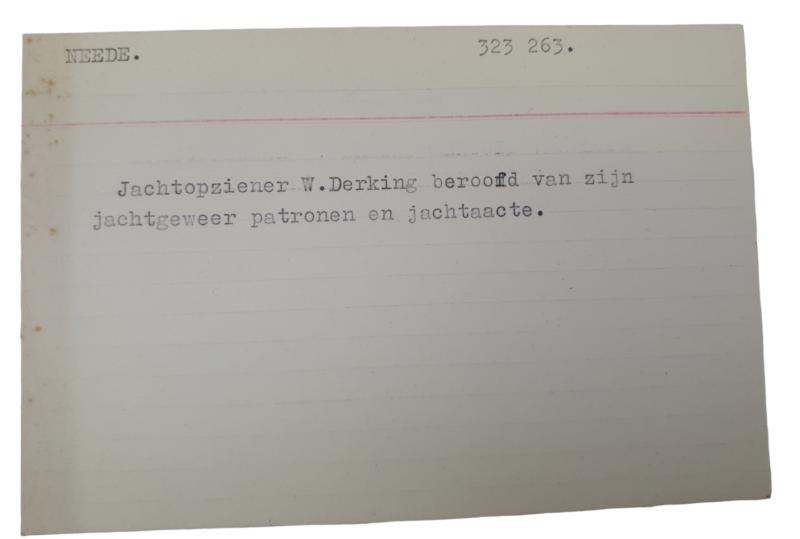 NEEDE. 323 263.
Jachtopziener W.Derking beroofd van zijn
jachtgeweer patronen en jachtaacte.